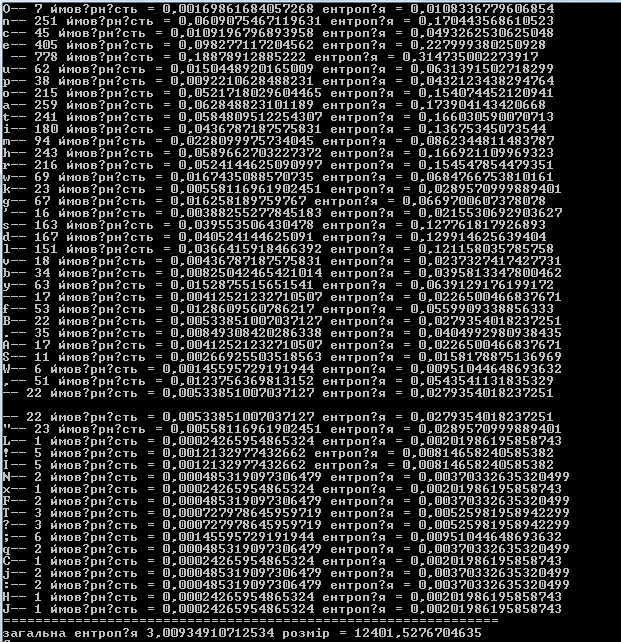 O-- 7 ймов?рн?сть = 0,00169861684057268 ентроп?я = 0,0108336779606854
n-- 251 ймов?рн?сть = 0,0609075467119631 ентроп?я = 0,170443568610523
c-- 45 ймов?рн?сть = 0,0109196796893958 ентроп?я = 0,0493262530625048
e-- 405 ймов?рн?сть = 0,098277117204562 ентроп?я = 0,227999380250928
 -- 778 ймов?рн?сть = 0,18878912885222 ентроп?я = 0,314735002273917
u-- 62 ймов?рн?сть = 0,0150448920165009 ентроп?я = 0,0631391502718299
p-- 38 ймов?рн?сть = 0,0092210628488231 ентроп?я = 0,0432123438294764
o-- 215 ймов?рн?сть = 0,0521718029604465 ентроп?я = 0,154074452120941
a-- 259 ймов?рн?сть = 0,062848823101189 ентроп?я = 0,173904143420668
t-- 241 ймов?рн?сть = 0,0584809512254307 ентроп?я = 0,166030590070713
i-- 180 ймов?рн?сть = 0,0436787187575831 ентроп?я = 0,13675345073544
m-- 94 ймов?рн?сть = 0,0228099975734045 ентроп?я = 0,0862344811483787
h-- 243 ймов?рн?сть = 0,0589662703227372 ентроп?я = 0,166921109969323
r-- 216 ймов?рн?сть = 0,0524144625090997 ентроп?я = 0,154547854479351
w-- 69 ймов?рн?сть = 0,0167435088570735 ентроп?я = 0,0684766753810161
k-- 23 ймов?рн?сть = 0,00558116961902451 ентроп?я = 0,0289570999889401
g-- 67 ймов?рн?сть = 0,016258189759767 ентроп?я = 0,0669700607378078
'-- 16 ймов?рн?сть = 0,00388255277845183 ентроп?я = 0,0215530692903627
s-- 163 ймов?рн?сть = 0,039553506430478 ентроп?я = 0,127761817926893
d-- 167 ймов?рн?сть = 0,040524144625091 ентроп?я = 0,129914625639404
l-- 151 ймов?рн?сть = 0,0366415918466392 ентроп?я = 0,121158035785758
v-- 18 ймов?рн?сть = 0,00436787187575831 ентроп?я = 0,0237327417427731
b-- 34 ймов?рн?сть = 0,00825042465421014 ентроп?я = 0,0395813347800462
y-- 63 ймов?рн?сть = 0,0152875515651541 ентроп?я = 0,0639129176199172
--- 17 ймов?рн?сть = 0,00412521232710507 ентроп?я = 0,0226500466837671
f-- 53 ймов?рн?сть = 0,0128609560786217 ентроп?я = 0,0559909338856333
B-- 22 ймов?рн?сть = 0,00533851007037127 ентроп?я = 0,0279354018237251
.-- 35 ймов?рн?сть = 0,00849308420286338 ентроп?я = 0,0404992980938435
A-- 17 ймов?рн?сть = 0,00412521232710507 ентроп?я = 0,0226500466837671
S-- 11 ймов?рн?сть = 0,00266925503518563 ентроп?я = 0,0158178875136969
W-- 6 ймов?рн?сть = 0,00145595729191944 ентроп?я = 0,00951044648693632
,-- 51 ймов?рн?сть = 0,0123756369813152 ентроп?я = 0,0543541131835329
-- 22 ймов?рн?сть = 0,00533851007037127 ентроп?я = 0,0279354018237251
-- 22 ймов?рн?сть = 0,00533851007037127 ентроп?я = 0,0279354018237251
"-- 23 ймов?рн?сть = 0,00558116961902451 ентроп?я = 0,0289570999889401
L-- 1 ймов?рн?сть = 0,00024265954865324 ентроп?я = 0,00201986195858743
!-- 5 ймов?рн?сть = 0,0012132977432662 ентроп?я = 0,00814658240585382
I-- 5 ймов?рн?сть = 0,0012132977432662 ентроп?я = 0,00814658240585382
N-- 2 ймов?рн?сть = 0,000485319097306479 ентроп?я = 0,00370332635320499
x-- 1 ймов?рн?сть = 0,00024265954865324 ентроп?я = 0,00201986195858743
F-- 2 ймов?рн?сть = 0,000485319097306479 ентроп?я = 0,00370332635320499
T-- 3 ймов?рн?сть = 0,000727978645959719 ентроп?я = 0,00525981958942299
?-- 3 ймов?рн?сть = 0,000727978645959719 ентроп?я = 0,00525981958942299
;-- 6 ймов?рн?сть = 0,00145595729191944 ентроп?я = 0,00951044648693632
q-- 2 ймов?рн?сть = 0,000485319097306479 ентроп?я = 0,00370332635320499
C-- 1 ймов?рн?сть = 0,00024265954865324 ентроп?я = 0,00201986195858743
j-- 2 ймов?рн?сть = 0,000485319097306479 ентроп?я = 0,00370332635320499
:-- 2 ймов?рн?сть = 0,000485319097306479 ентроп?я = 0,00370332635320499
H-- 1 ймов?рн?сть = 0,00024265954865324 ентроп?я = 0,00201986195858743
J-- 1 ймов?рн?сть = 0,00024265954865324 ентроп?я = 0,00201986195858743
==============================================================
загальна ентроп?я 3,00934910712534 розмір = 12401,5276704635